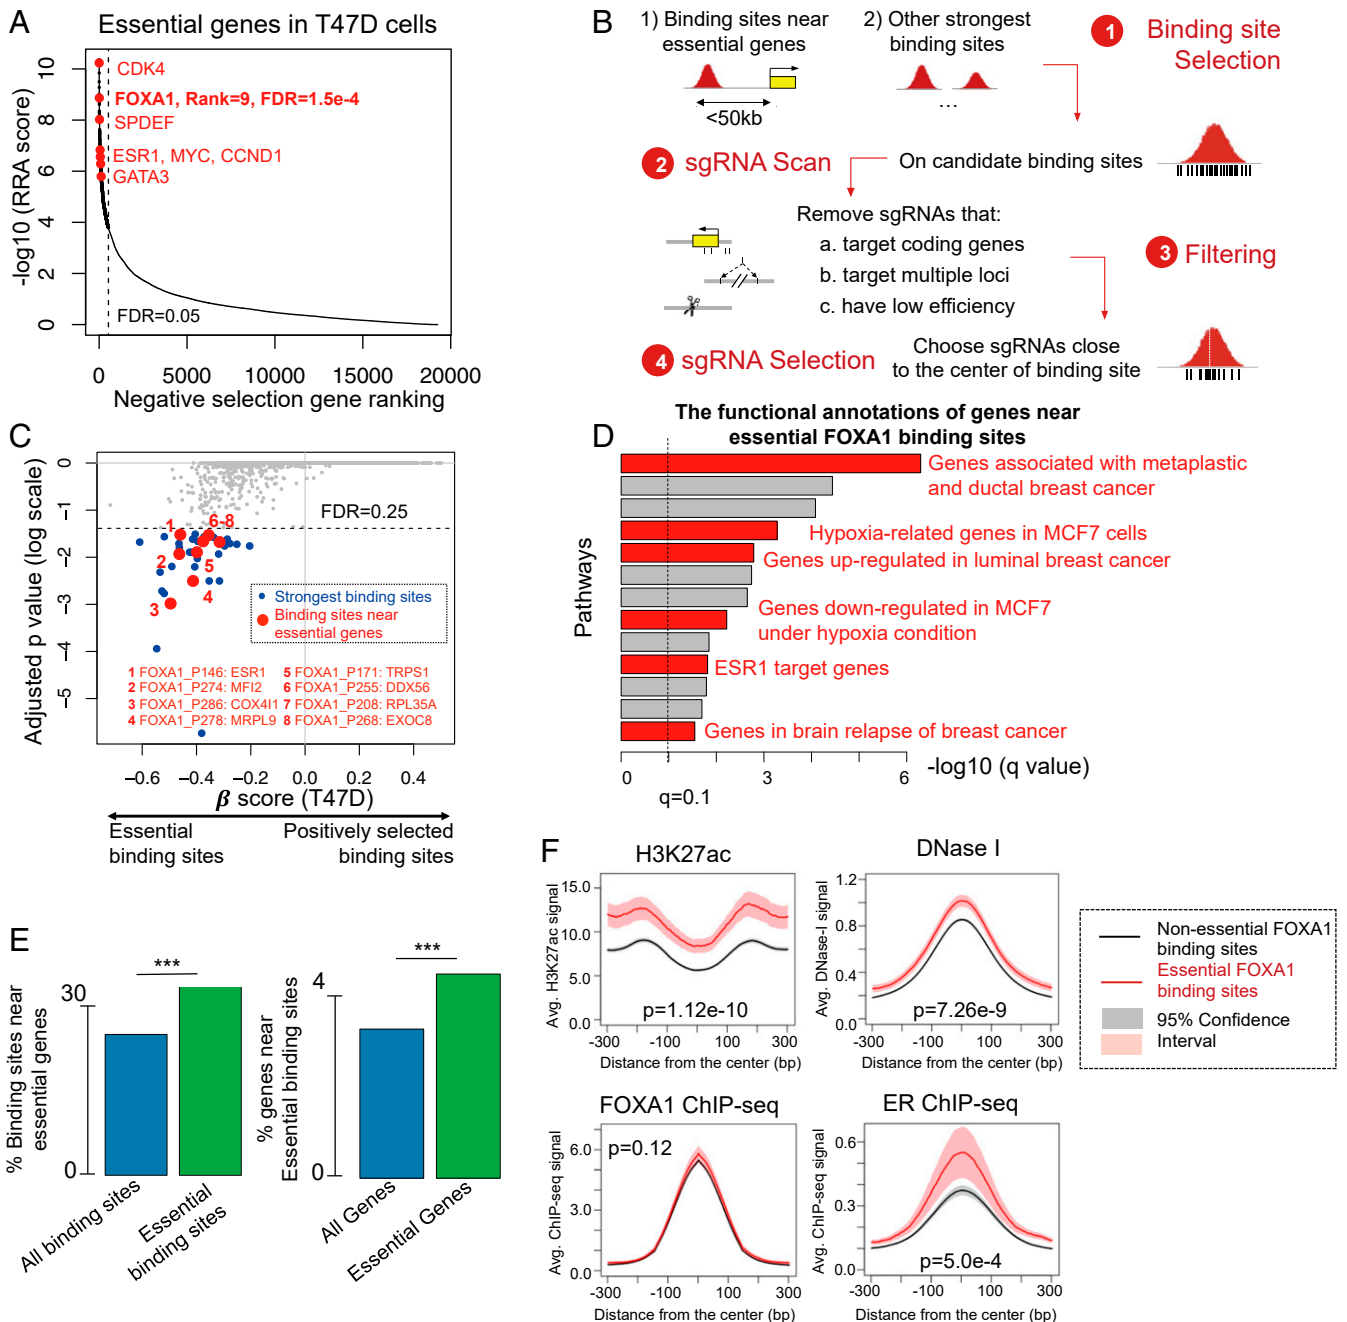 A
Essential genes in T47D cells
-log10 (RRA score)
10
8
6
4
2
0
CDK4
FOXA1, Rank=9, FDR=1.5e-4
SPDEF
ESR1, MYC, CCND1
GATA3
FDR=0.05
0 5000 10000 15000 20000
Negative selection gene ranking
B
1) Binding sites near
essential genes
<50kb
2) Other strongest
binding sites
...
1 Binding site
Selection
2 sgRNA Scan
On candidate binding sites
Remove sgRNAs that:
a. target coding genes
b. target multiple loci
c. have low efficiency
3 Filtering
4 sgRNA Selection
Choose sgRNAs close
to the center of binding site
C
Adjusted p value (log scale)
0
−1
−2
−3
−4
−5
FDR=0.25
1
6-8
2
5
4
3
Strongest binding sites
Binding sites near
essential genes
1 FOXA1_P146: ESR1 5 FOXA1_P171: TRPS1
2 FOXA1_P274: MFI2 6 FOXA1_P255: DDX56
3 FOXA1_P286: COX4I1 7 FOXA1_P208: RPL35A
4 FOXA1_P278: MRPL9 8 FOXA1_P268: EXOC8
−0.6 −0.4 −0.2 0.0 0.2 0.4
β score (T47D)
Essential
binding sites
Positively selected
binding sites
D
The functional annotations of genes near
essential FOXA1 binding sites
Pathways
Genes associated with metaplastic
and ductal breast cancer
Hypoxia-related genes in MCF7 cells
Genes up-regulated in luminal breast cancer
Genes down-regulated in MCF7
under hypoxia condition
ESR1 target genes
Genes in brain relapse of breast cancer
0 3 6
-log10 (q value)
q=0.1
E
% Binding sites near
essential genes
30
0
***
All binding sites
Essential
binding sites
% genes near
Essential binding sites
4
0
***
All Genes
Essential Genes
F
H3K27ac
Avg. H3K27ac signal
15.0
10.0
5.0
0.0
p=1.12e-10
-300 -100 100 300
Distance from the center (bp)
DNase I
Avg. DNase-I signal
1.2
0.8
0.4
0.0
p=7.26e-9
-300 -100 100 300
Distance from the center (bp)
Non-essential FOXA1
binding sites
Essential FOXA1
binding sites
95% Confidence
Interval
FOXA1 ChIP-seq
Avg. ChIP-seq signal
6.0
3.0
0.0
p=0.12
-300 -100 100 300
Distance from the center (bp)
ER ChIP-seq
Avg. ChIP-seq signal
0.6
0.3
0.0
p=5.0e-4
-300 -100 100 300
Distance from the center (bp)